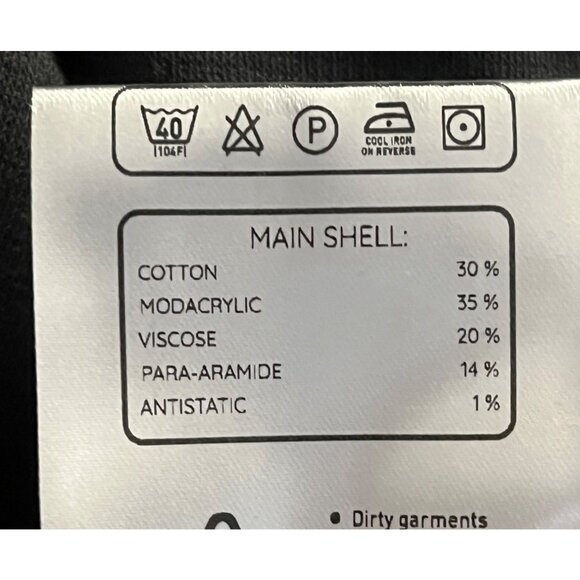 40
104F
P
COOL IRON
ON REVERSE
MAIN SHELL:
COTTON 30 %
MODACRYLIC 35 %
VISCOSE 20 %
PARA-ARAMIDE 14 %
ANTISTATIC 1 %
• Dirty garments